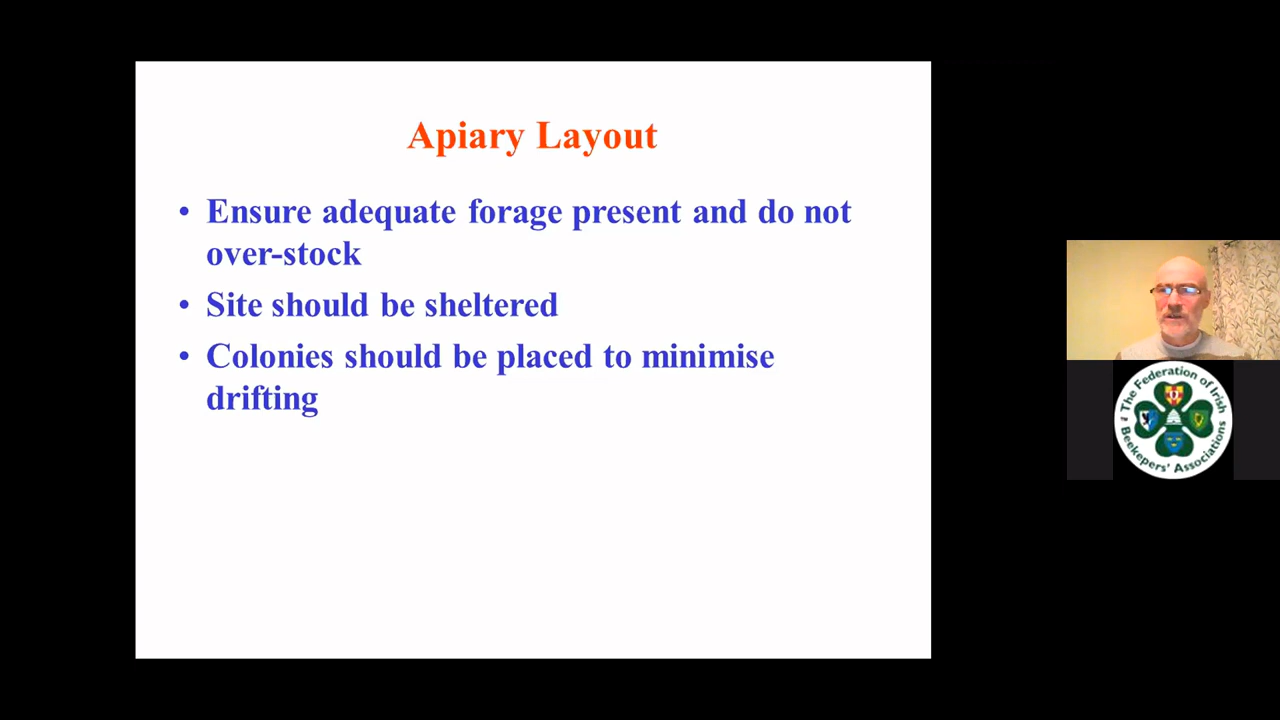 Apiary Layout
• Ensure adequate forage present and do not
over-stock
• Site should be sheltered
• Colonies should be placed to minimise
drifting
The Federation of Irish
Beekepers' Associations